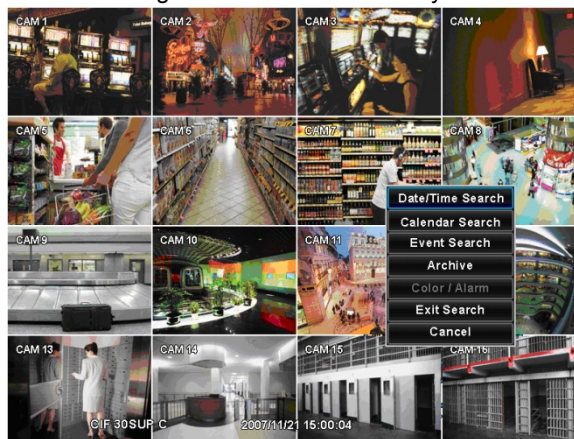 CAM 1
CAM 2
CAM 3
CAM 4
CAM 5
CAM 6
CAM 7
CAM 8
Date/Time Search
Calendar Search
Event Search
Archive
Color / Alarm
Exit Search
Cancel
CAM 9
CAM 10
CAM 11
CAM 13
CAM 14
CAM 15
CAM 16
CIF 30SUP C
2007/11/21 15:00:04